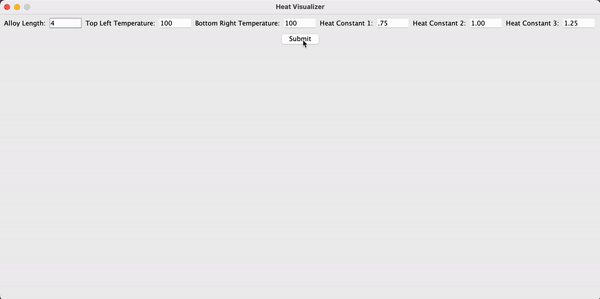 Heat Visualizer
Alloy Length: 4 Top Left Temperature: 100 Bottom Right Temperature: 100 Heat Constant 1: .75 Heat Constant 2: 1.00 Heat Constant 3: 1.25
Submit